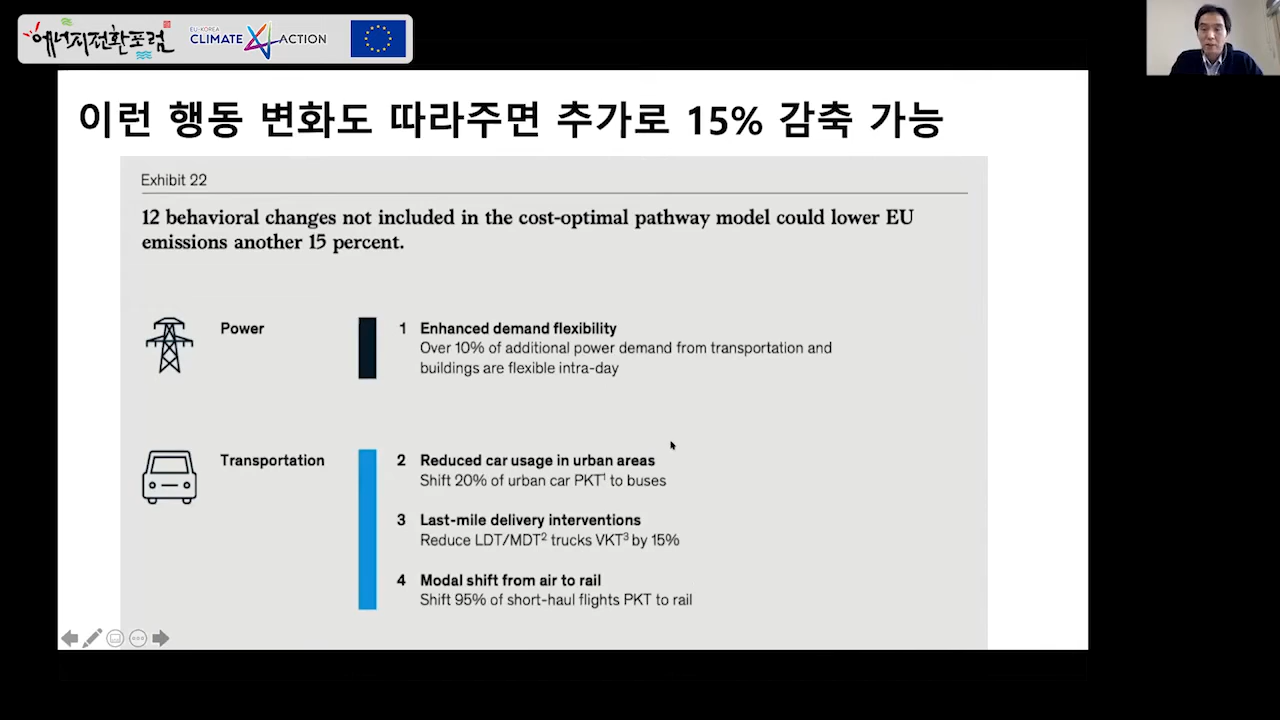 에너지전환포럼
EU-KOREA
CLIMATE ACTION
이런 행동 변화도 따라주면 추가로 15% 감축 가능
Exhibit 22
12 behavioral changes not included in the cost-optimal pathway model could lower EU
emissions another 15 percent.
Power
1 Enhanced demand flexibility
Over 10% of additional power demand from transportation and
buildings are flexible intra-day
Transportation
2 Reduced car usage in urban areas
Shift 20% of urban car PKT¹ to buses
3 Last-mile delivery interventions
Reduce LDT/MDT² trucks VKT³ by 15%
4 Modal shift from air to rail
Shift 95% of short-haul flights PKT to rail